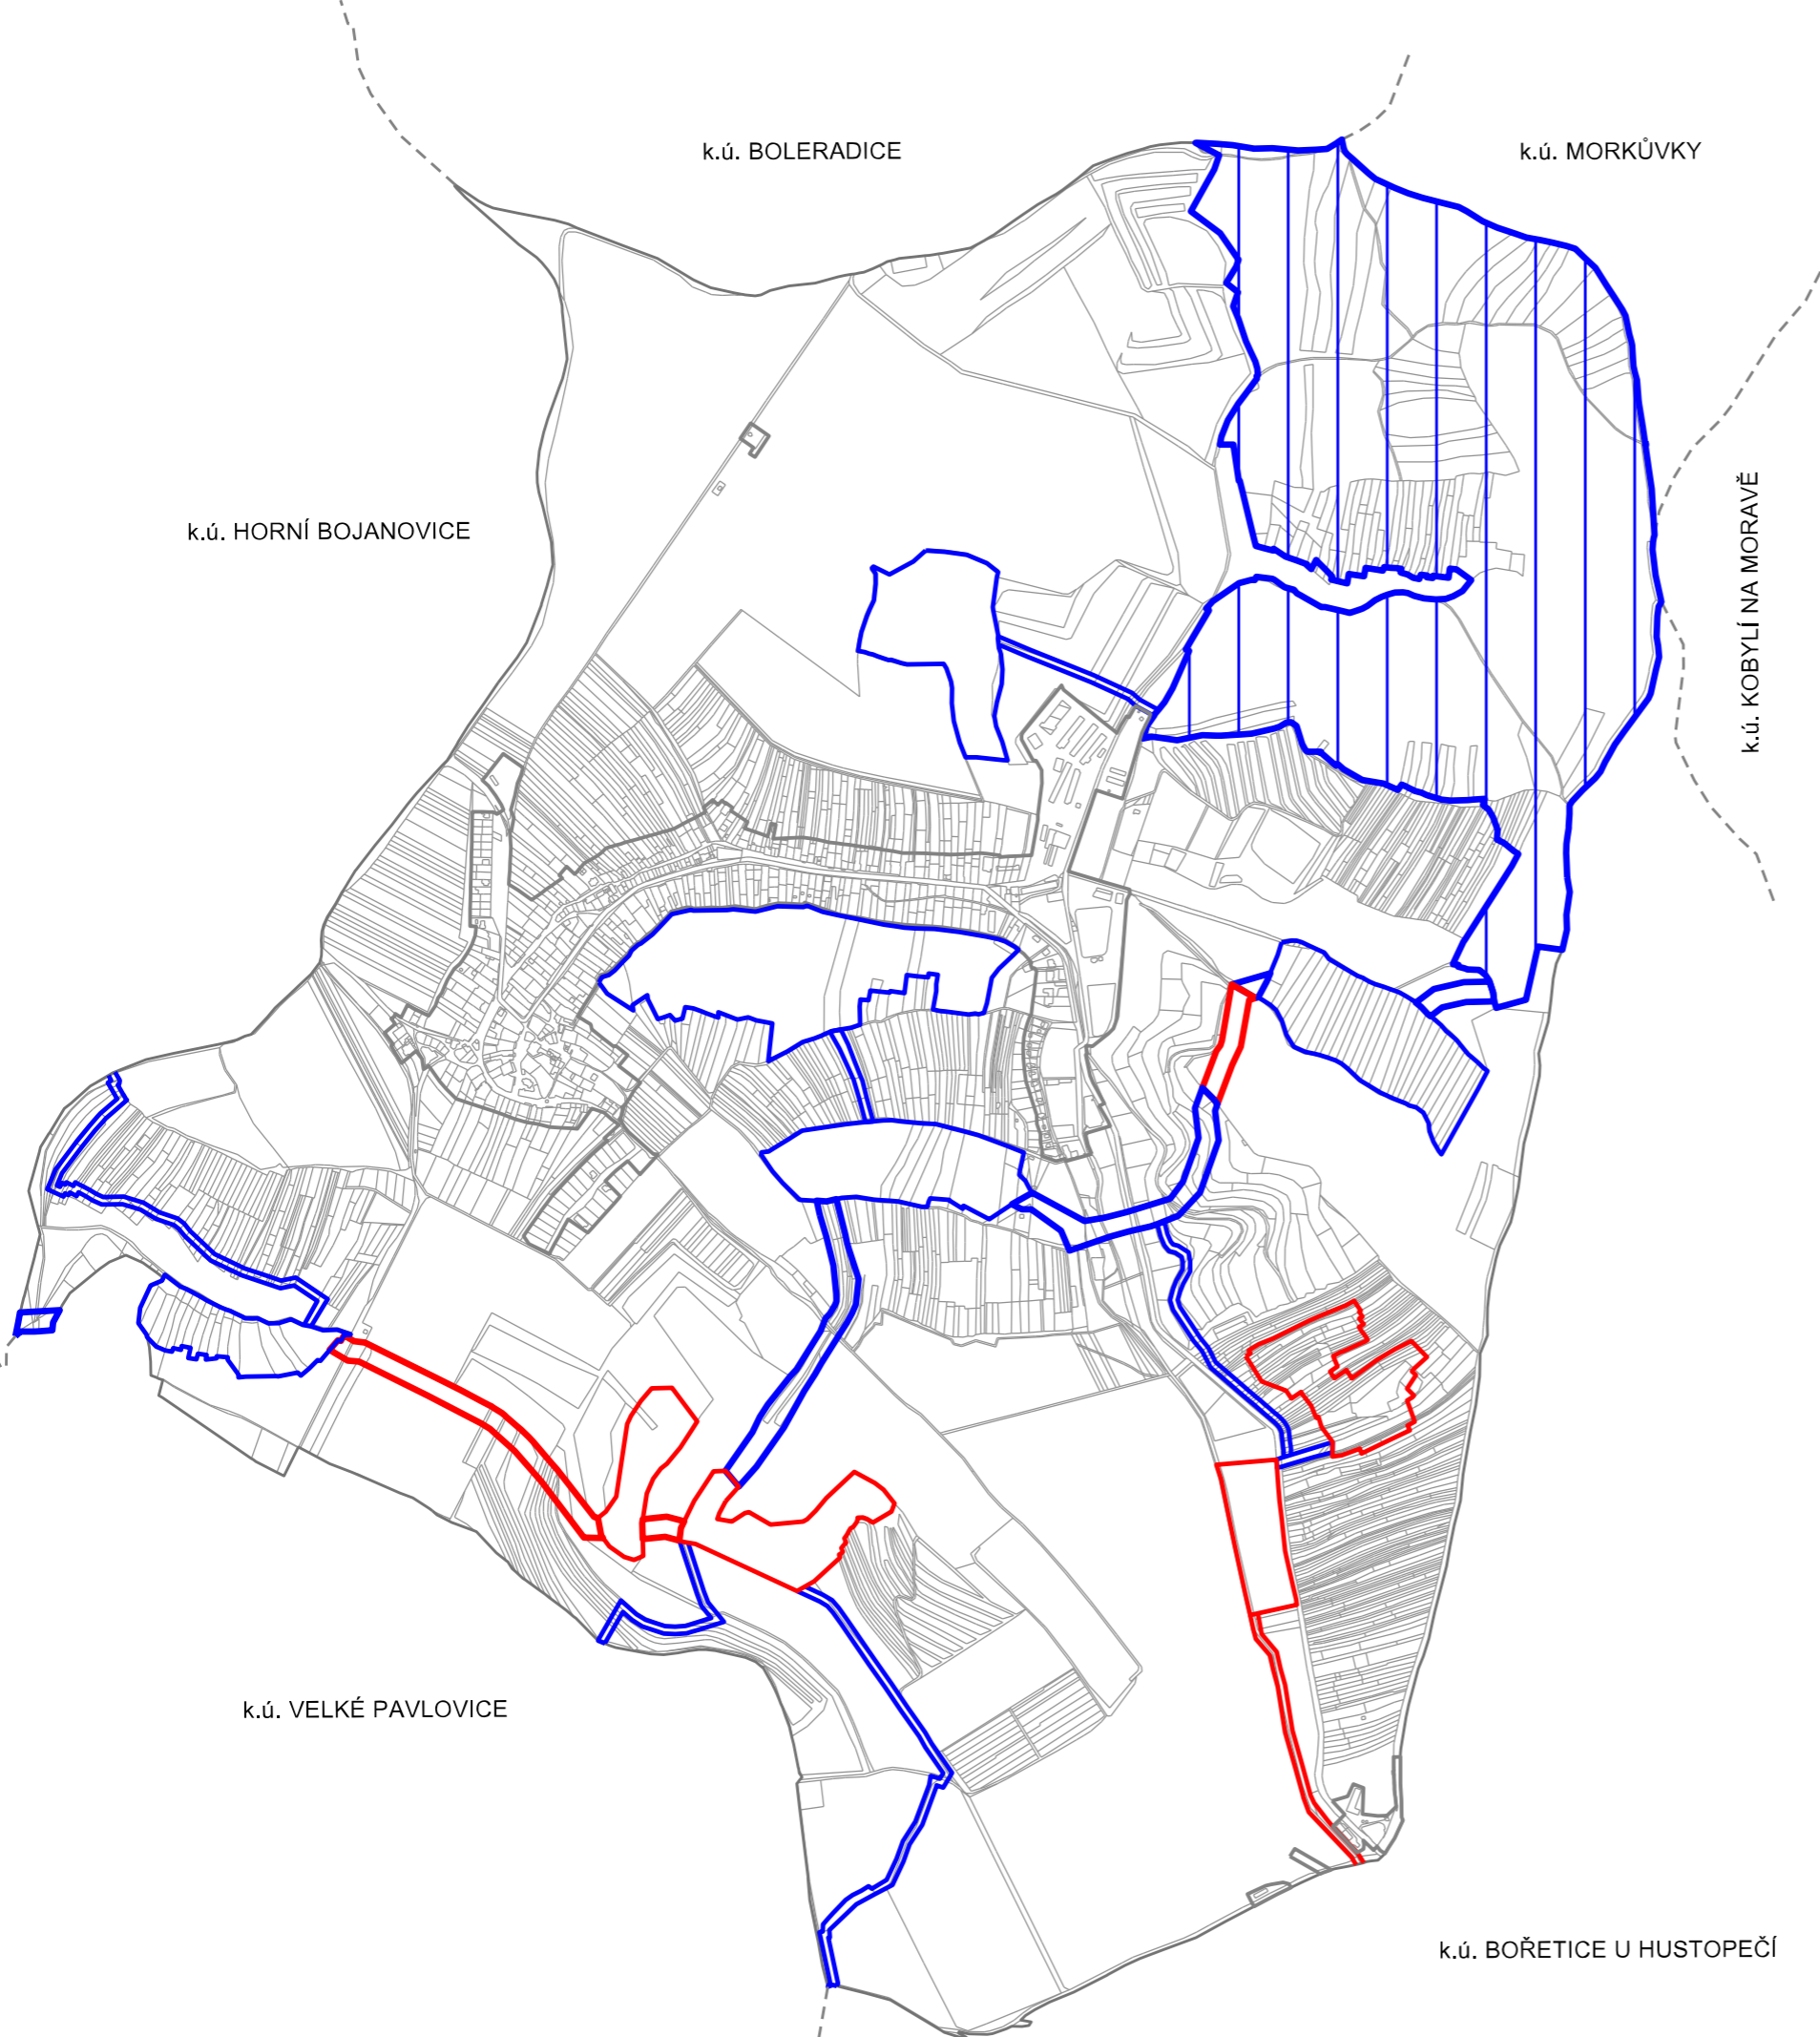 k.ú. BOLERADICE
k.ú. MORKŮVKY
k.ú. HORNÍ BOJANOVICE
k.ú. KOBYLÍ NA MORAVĚ
k.ú. VELKÉ PAVLOVICE
k.ú. BOŘETICE U HUSTOPEČÍ